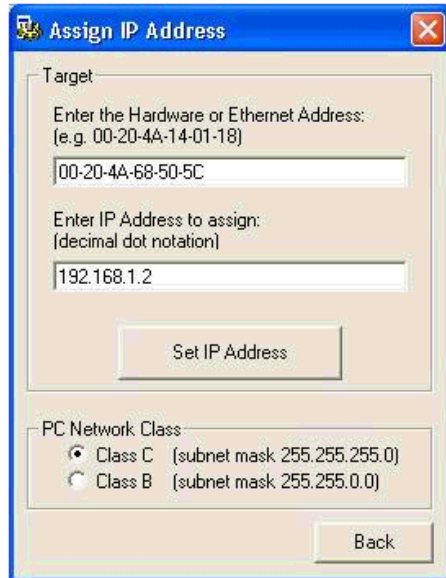 Assign IP Address
Target
Enter the Hardware or Ethernet Address:
(e.g. 00-20-4A-14-01-18)
00-20-4A-68-50-5C
Enter IP Address to assign:
(decimal dot notation)
192.168.1.2
Set IP Address
PC Network Class
Class C (subnet mask 255.255.255.0)
Class B (subnet mask 255.255.0.0)
Back